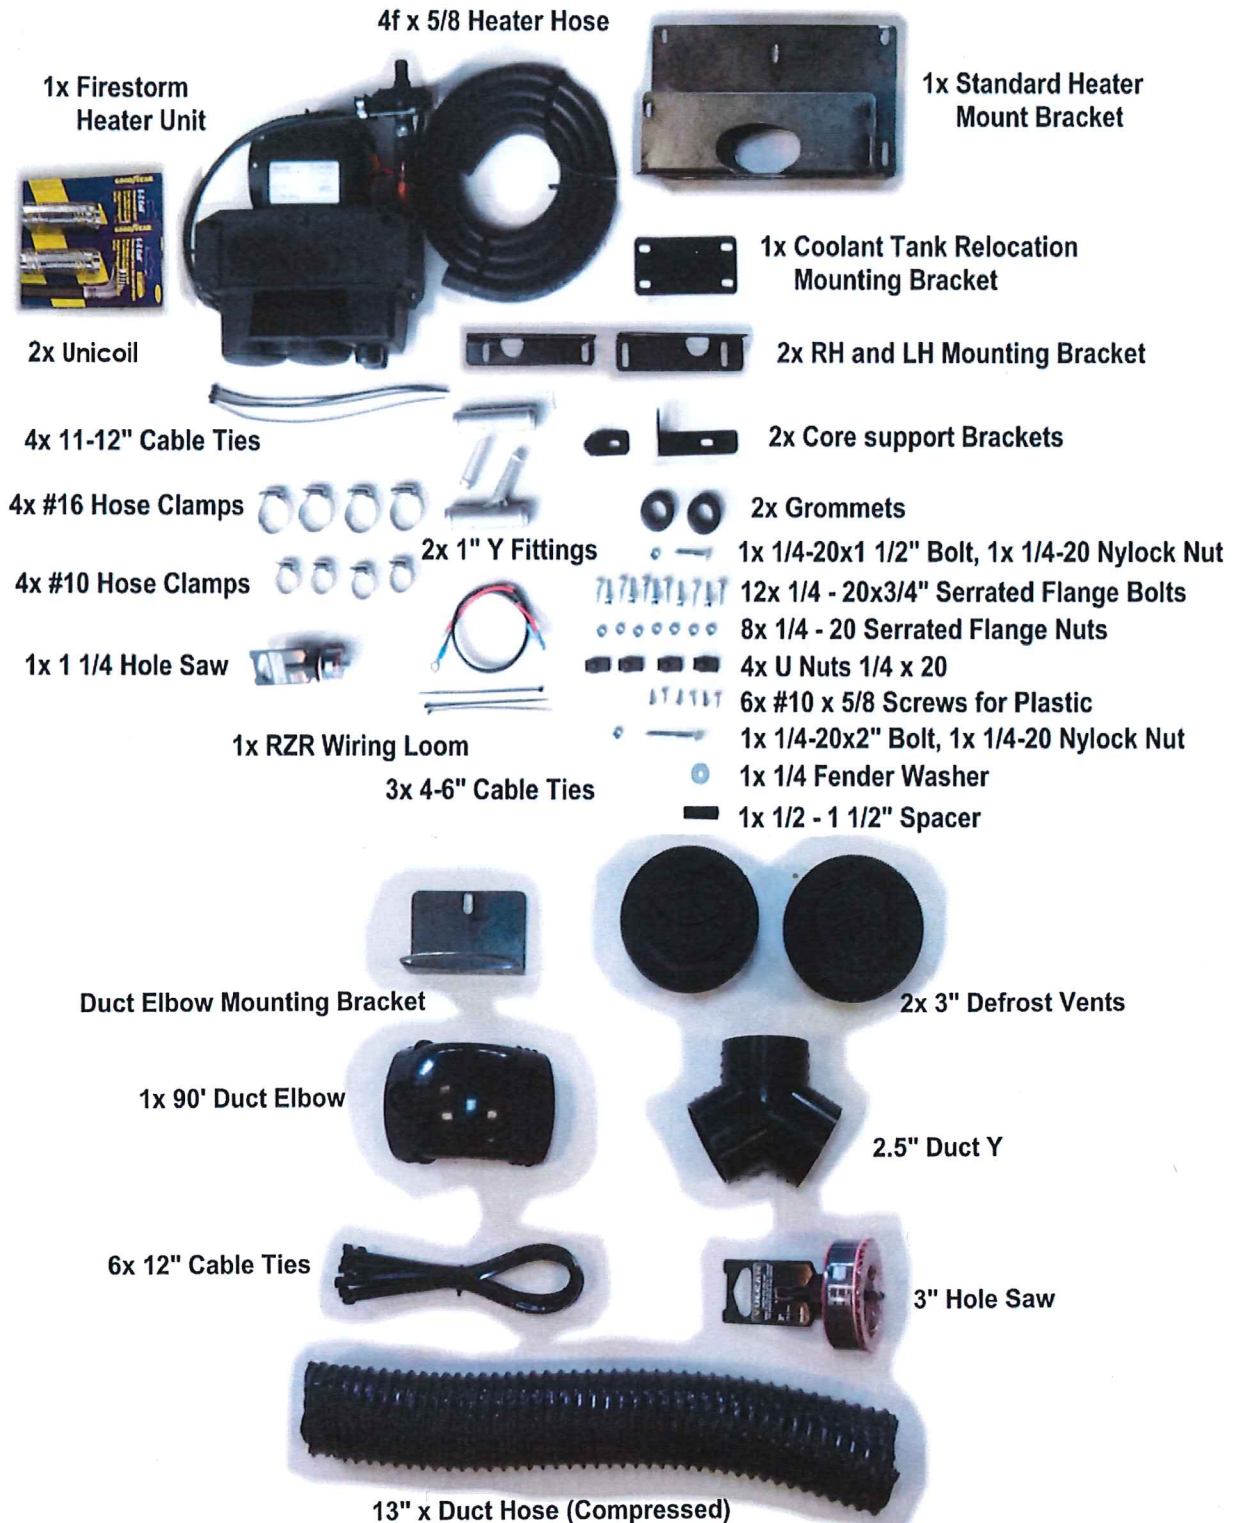 4f x 5/8 Heater Hose
1x Firestorm
Heater Unit
1x Standard Heater
Mount Bracket
GOODYEAR
1x Coolant Tank Relocation
Mounting Bracket
2x Unicoil
2x RH and LH Mounting Bracket
4x 11-12" Cable Ties
2x Core support Brackets
4x #16 Hose Clamps
2x Grommets
2x 1" Y Fittings
1x 1/4-20x1 1/2" Bolt, 1x 1/4-20 Nylock Nut
4x #10 Hose Clamps
12x 1/4 - 20x3/4" Serrated Flange Bolts
8x 1/4 - 20 Serrated Flange Nuts
1x 1 1/4 Hole Saw
4x U Nuts 1/4 x 20
6x #10 x 5/8 Screws for Plastic
1x RZR Wiring Loom
1x 1/4-20x2" Bolt, 1x 1/4-20 Nylock Nut
3x 4-6" Cable Ties
1x 1/4 Fender Washer
1x 1/2 - 1 1/2" Spacer
Duct Elbow Mounting Bracket
2x 3" Defrost Vents
1x 90' Duct Elbow
2.5" Duct Y
6x 12" Cable Ties
3" Hole Saw
13" x Duct Hose (Compressed)